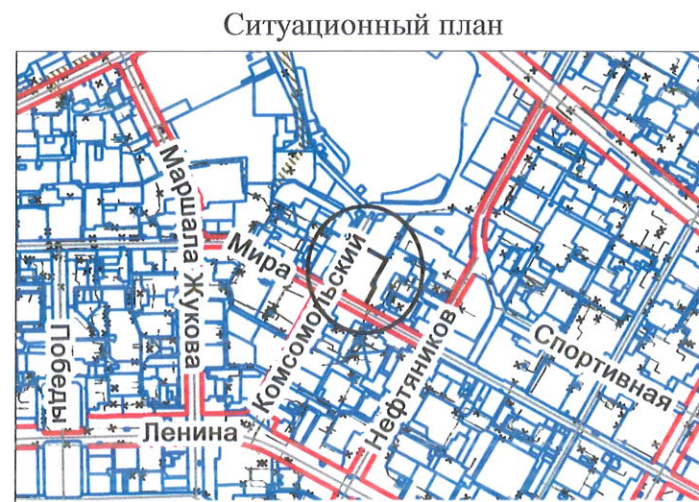 Ситуационный план
Маршала Жукова
Мира
Комсомольский
Победы
Ленина
Нефтяников
Спортивная